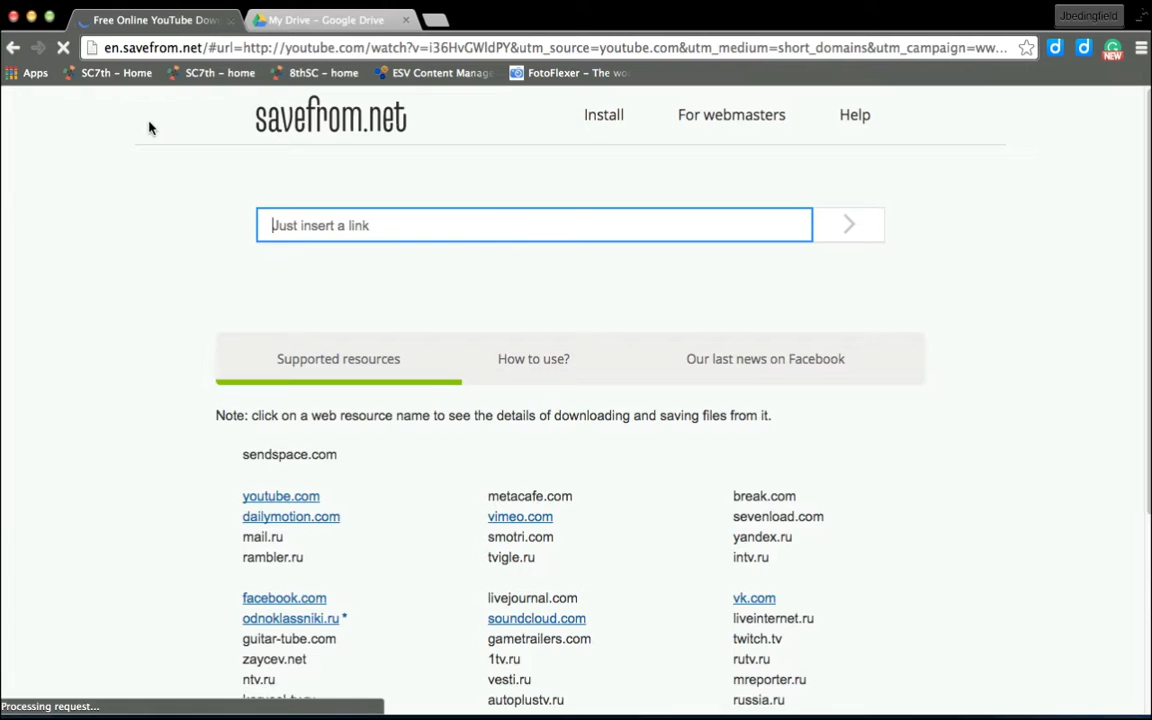 Free Online YouTube Dow
My Drive - Google Drive
Jbedingfield
en.savefrom.net/#url=http://youtube.com/watch?v=i36HvGWldPY&utm_source=youtube.com&utm_medium=short_domains&utm_campaign=ww...
NEW
Apps SC7th - Home SC7th - home 8thSC - home ESV Content Manage FotoFlexer - The wo
savefrom.net Install For webmasters Help
Just insert a link
Supported resources How to use? Our last news on Facebook
Note: click on a web resource name to see the details of downloading and saving files from it.
sendspace.com
youtube.com metacafe.com break.com
dailymotion.com vimeo.com sevenload.com
mail.ru smotri.com yandex.ru
rambler.ru tvigle.ru intv.ru
facebook.com livejournal.com vk.com
odnoklassniki.ru * soundcloud.com liveinternet.ru
guitar-tube.com gametrailers.com twitch.tv
zaycev.net 1tv.ru rutv.ru
ntv.ru vesti.ru mreporter.ru
autoplustv.ru russia.ru
Processing request...